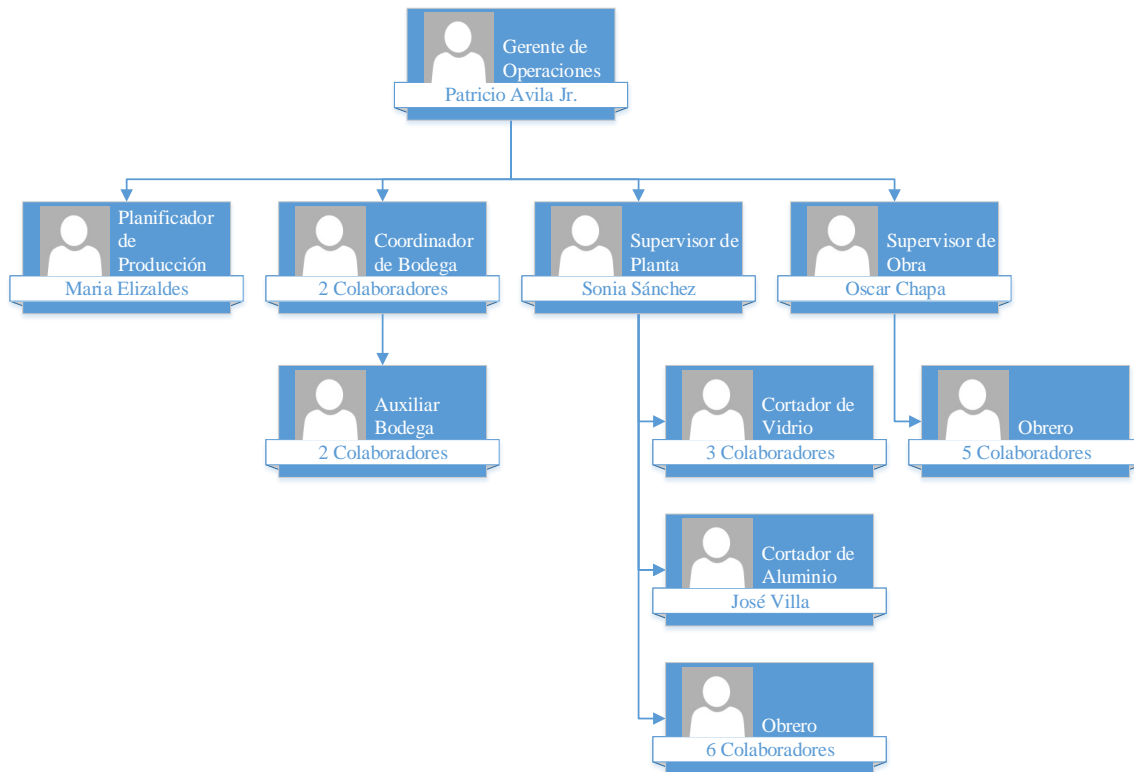 Gerente de
Operaciones
Patricio Avila Jr.
Planificador
de
Producción
Maria Elizaldes
Coordinador
de Bodega
2 Colaboradores
Supervisor de
Planta
Sonia Sánchez
Supervisor de
Obra
Oscar Chapa
Auxiliar
Bodega
2 Colaboradores
Cortador de
Vidrio
3 Colaboradores
Obrero
5 Colaboradores
Cortador de
Aluminio
José Villa
Obrero
6 Colaboradores